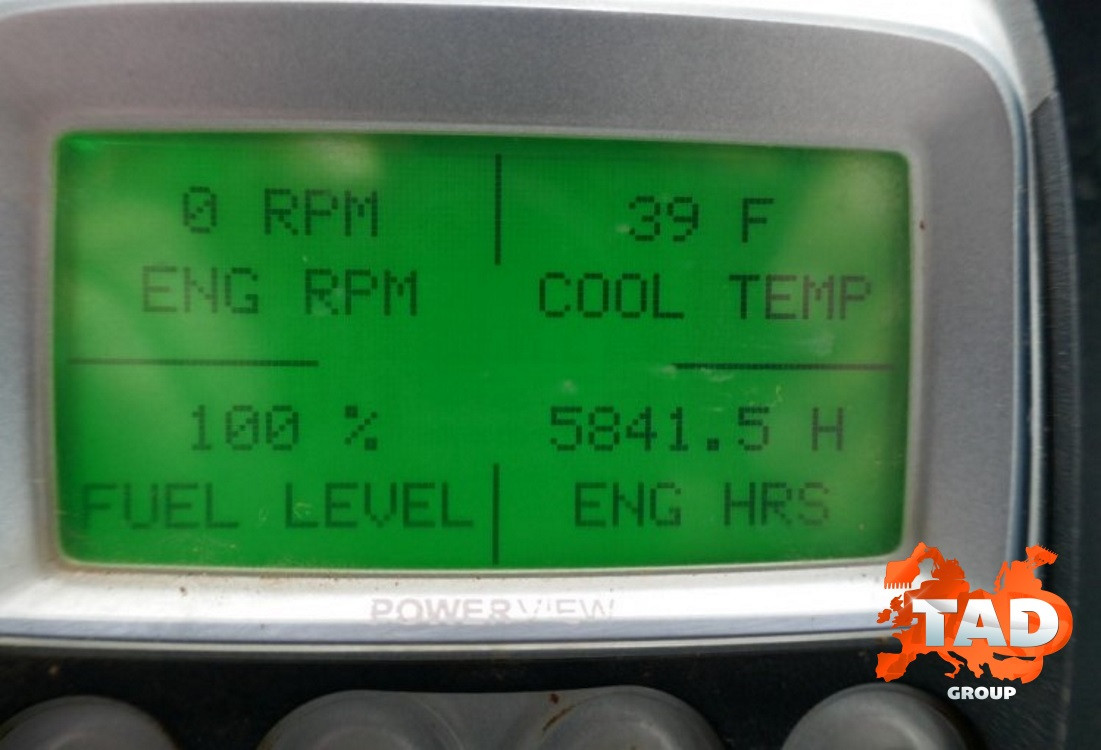 0 RPM
ENG RPM
39 F
COOL TEMP
100 %
FUEL LEVEL
5841.5 H
ENG HRS
POWERVIEW
TAD
GROUP